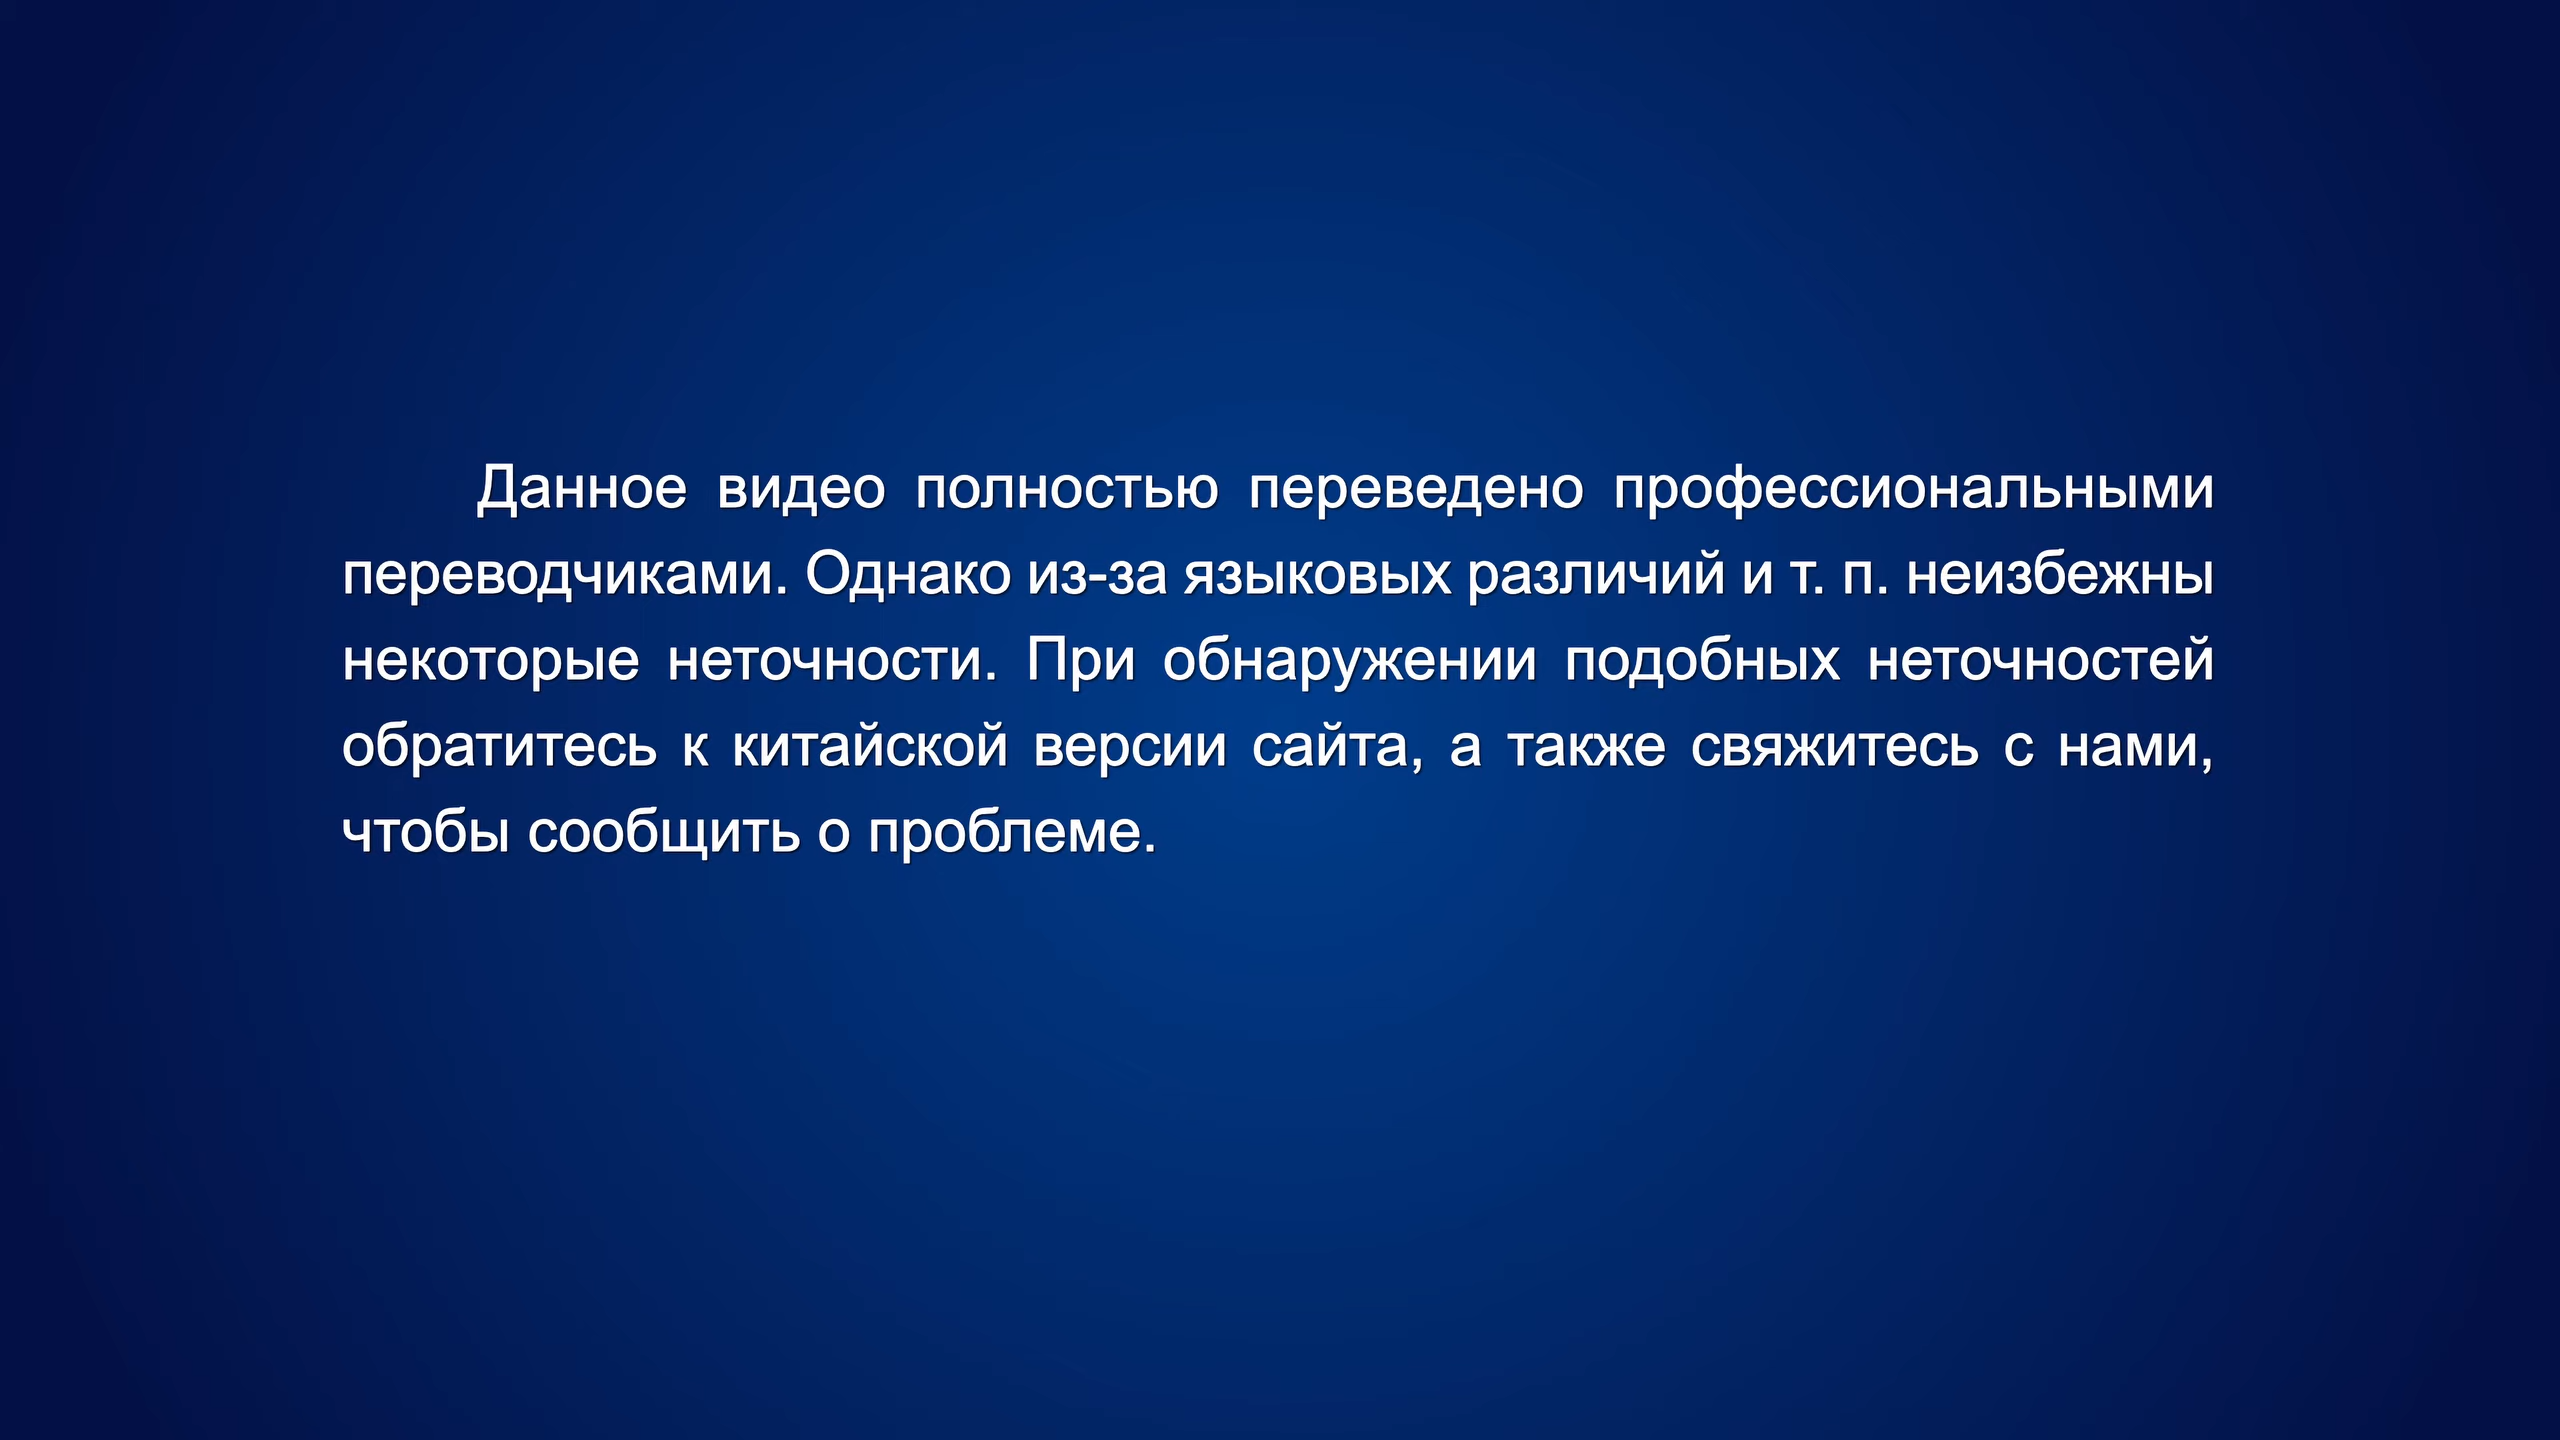 Данное видео полностью переведено профессиональными
переводчиками. Однако из-за языковых различий и т. п. неизбежны
некоторые неточности. При обнаружении подобных неточностей
обратитесь к китайской версии сайта, а также свяжитесь с нами,
чтобы сообщить о проблеме.